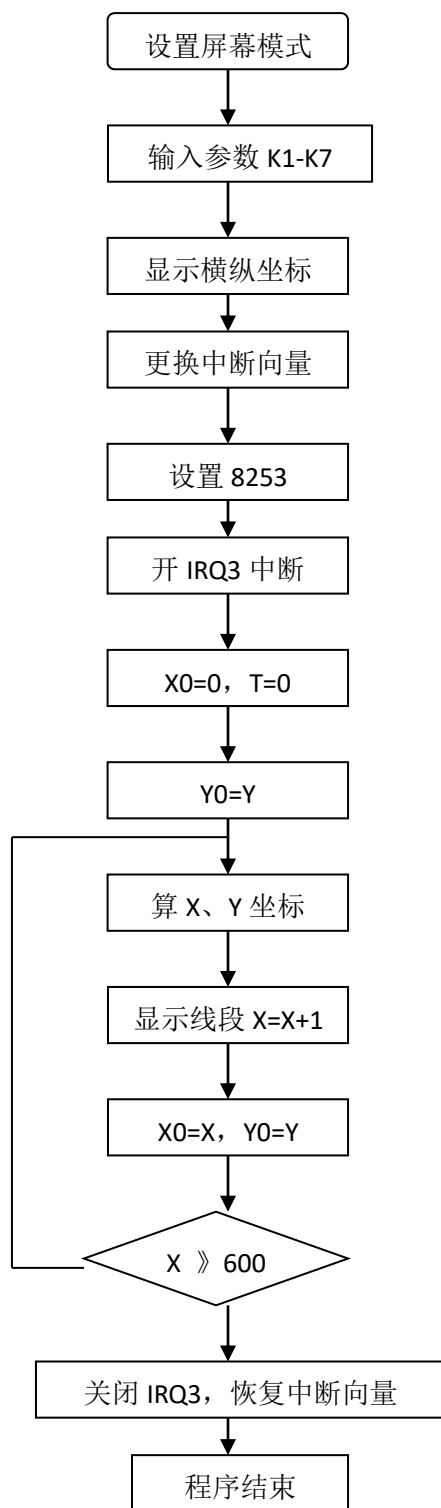 设置屏幕模式
输入参数 K1-K7
显示横纵坐标
更换中断向量
设置 8253
开 IRQ3 中断
X0=0，T=0
Y0=Y
算 X、Y 坐标
显示线段 X=X+1
X0=X，Y0=Y
X 》600
关闭 IRQ3，恢复中断向量
程序结束